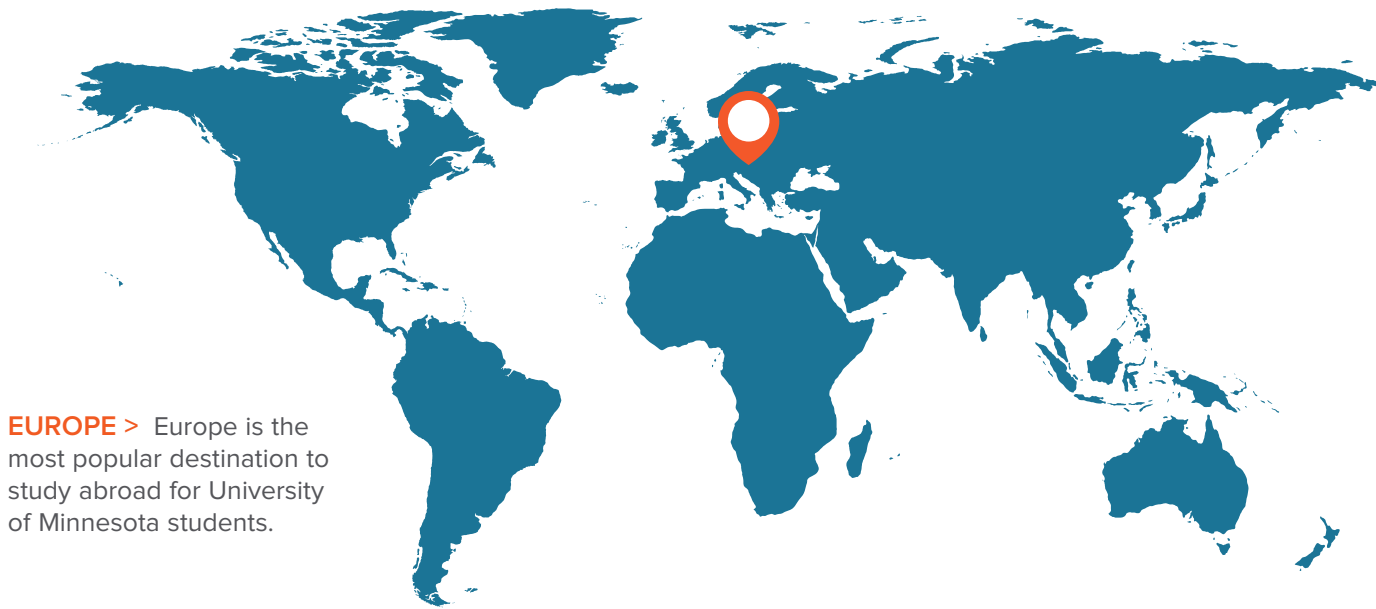 EUROPE > Europe is the
most popular destination to
study abroad for University
of Minnesota students.